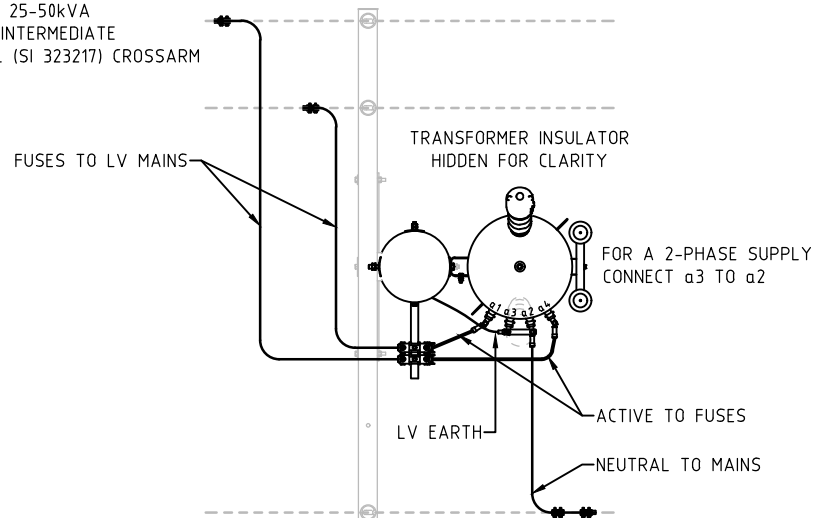 25-50kVA
INTERMEDIATE
(SI 323217) CROSSARM
FUSES TO LV MAINS
TRANSFORMER INSULATOR
HIDDEN FOR CLARITY
FOR A 2-PHASE SUPPLY
CONNECT a3 TO a2
a1 a3 a2 a4
LV EARTH
ACTIVE TO FUSES
NEUTRAL TO MAINS